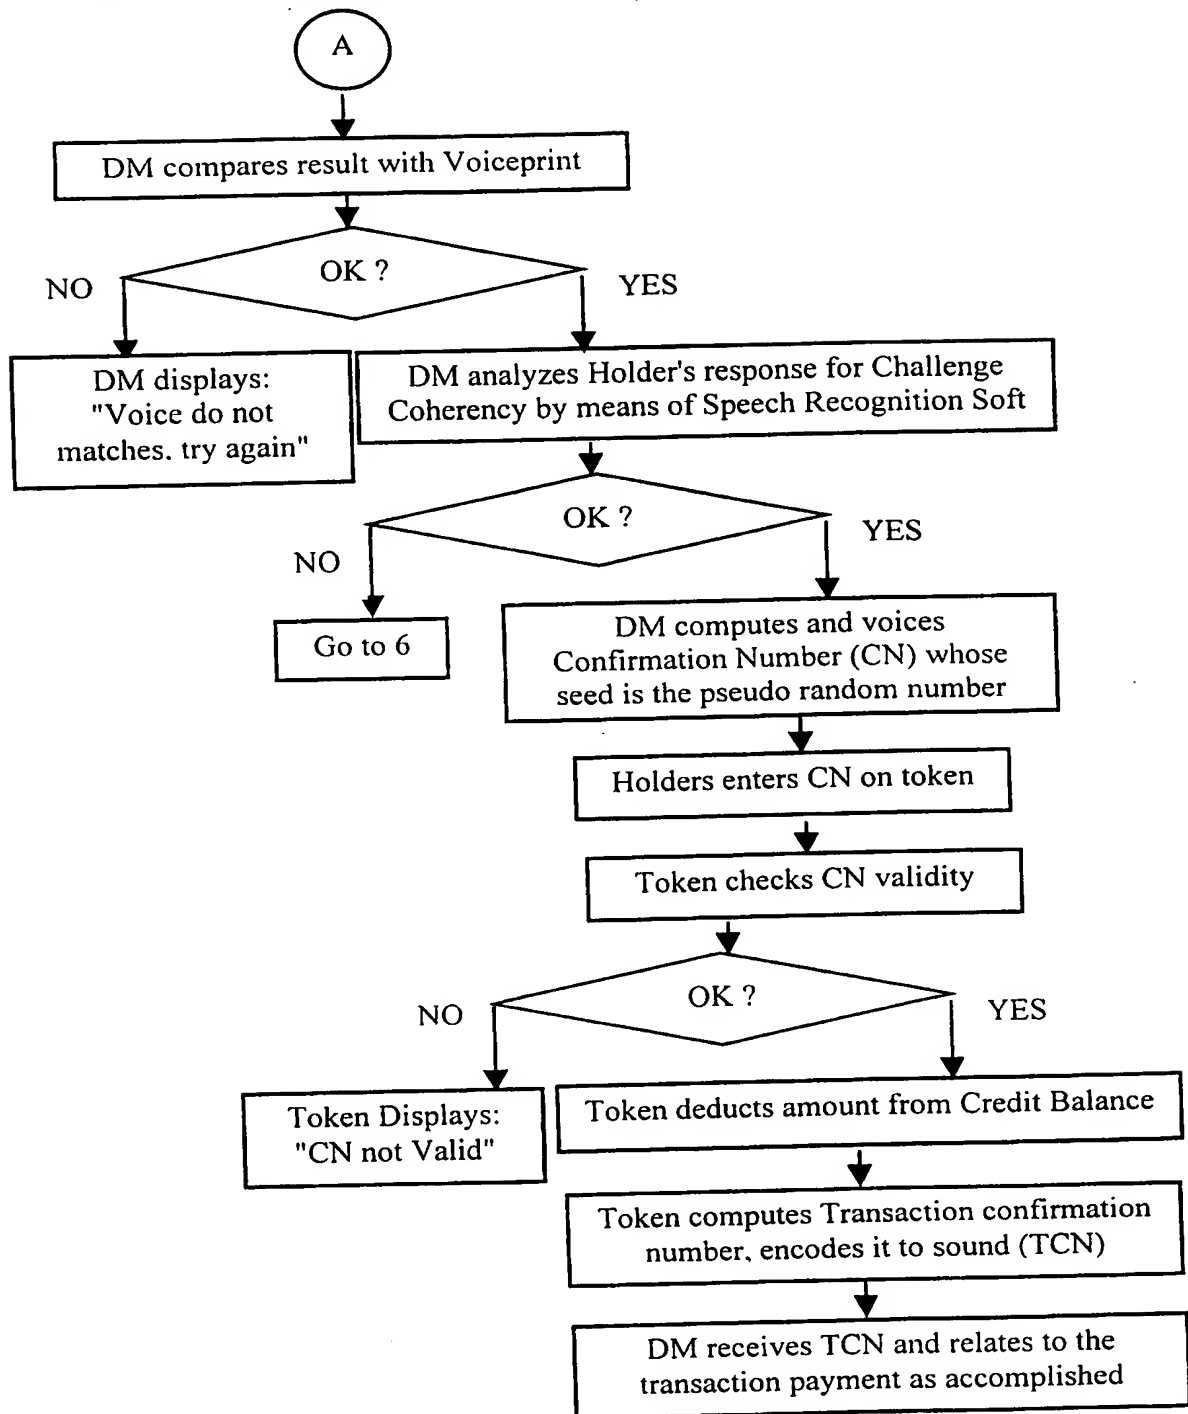 A
DM compares result with Voiceprint
OK ?
NO
YES
DM displays:
"Voice do not
matches. try again"
DM analyzes Holder's response for Challenge
Coherency by means of Speech Recognition Soft
OK ?
NO
YES
Go to 6
DM computes and voices
Confirmation Number (CN) whose
seed is the pseudo random number
Holders enters CN on token
Token checks CN validity
OK ?
NO
YES
Token Displays:
"CN not Valid"
Token deducts amount from Credit Balance
Token computes Transaction confirmation
number, encodes it to sound (TCN)
DM receives TCN and relates to the
transaction payment as accomplished